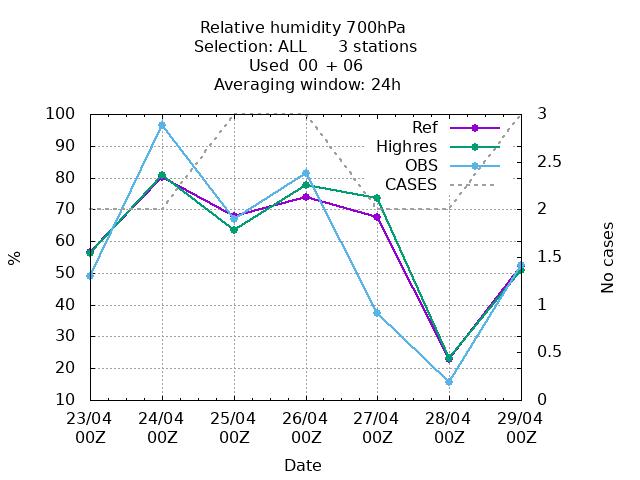 Relative humidity 700hPa
Selection: ALL 3 stations
Used 00 + 06
Averaging window: 24h
100 3
Ref
90
Highres
2.5
80 OBS
CASES
70 2
60
%
1.5
No cases
50
40 1
30
0.5
20
10 0
23/04 24/04 25/04 26/04 27/04 28/04 29/04
00Z 00Z 00Z 00Z 00Z 00Z 00Z
Date